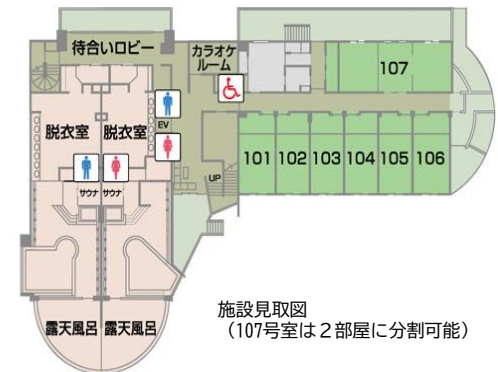 待合いロビー
カラオケ
ルーム
107
脱衣室
脱衣室
EV
101
102
103
104
105
106
UP
サウナ
サウナ
露天風呂
露天風呂
施設見取図
（107号室は２部屋に分割可能）